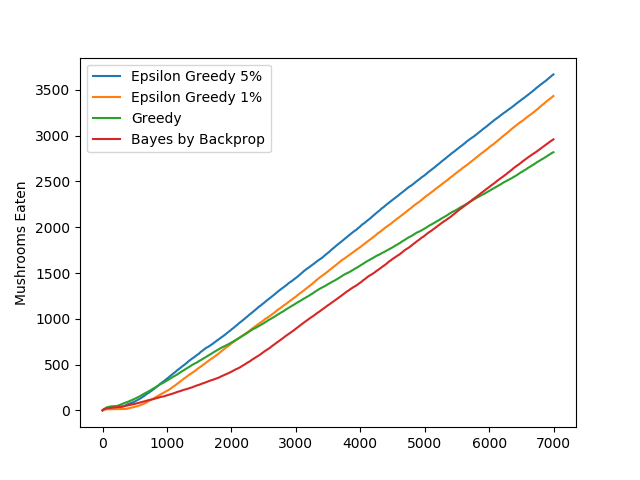 Epsilon Greedy 5%
Epsilon Greedy 1%
Greedy
Bayes by Backprop
Mushrooms Eaten
3500
3000
2500
2000
1500
1000
500
0
0 1000 2000 3000 4000 5000 6000 7000